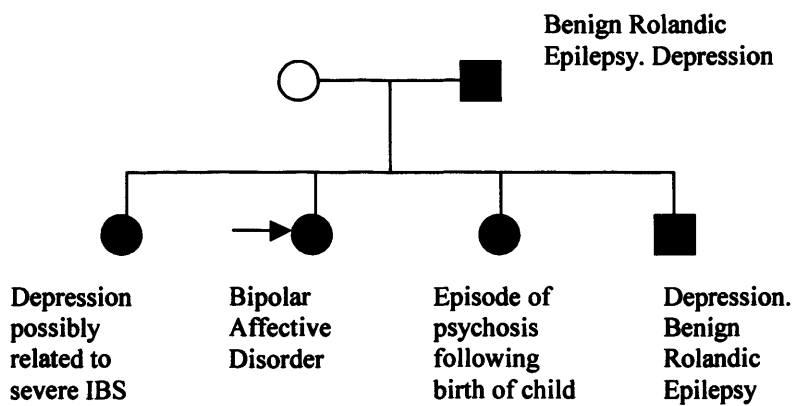 Benign Rolandic
Epilepsy. Depression
Depression
possibly
related to
severe IBS
Bipolar
Affective
Disorder
Episode of
psychosis
following
birth of child
Depression.
Benign
Rolandic
Epilepsy